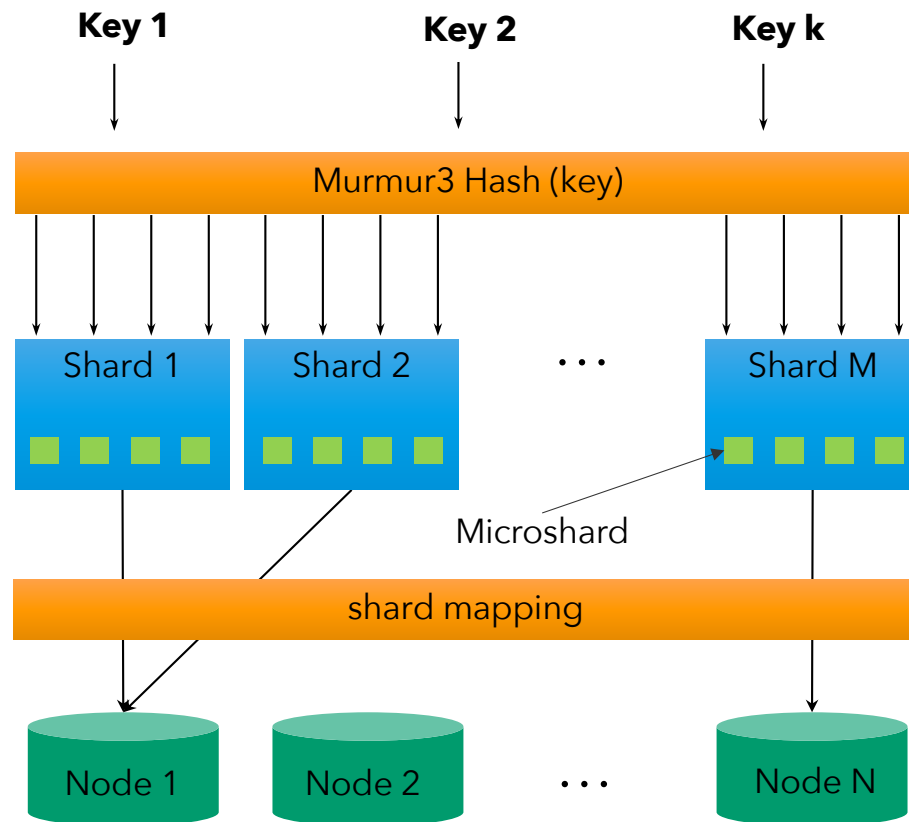 Key 1
Key 2
Key k
Murmur3 Hash (key)
Shard 1
Shard 2
...
Shard M
Microshard
shard mapping
Node 1
Node 2
...
Node N